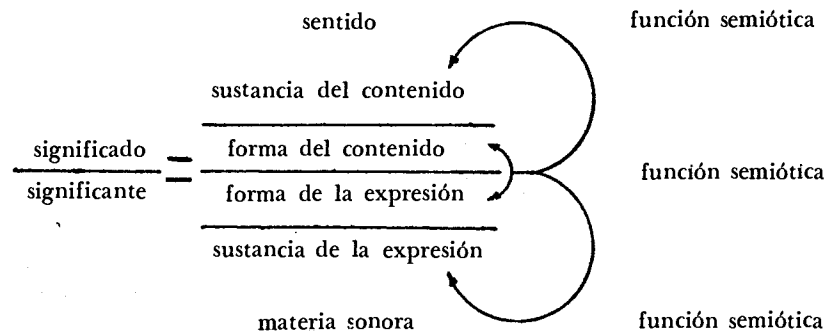 sentido función semiótica
sustancia del contenido
significado = forma del contenido
significante forma de la expresión función semiótica
sustancia de la expresión
materia sonora función semiótica